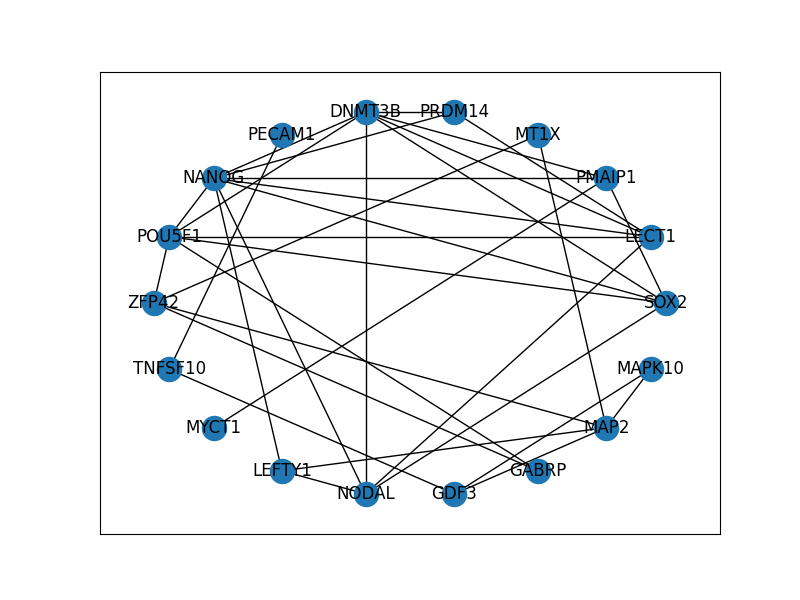 DNMT3B
PRDM14
PECAM1
MT1X
NANOG
PMAIP1
POU5F1
LECT1
ZFP42
SOX2
TNFSF10
MAPK10
MYCT1
MAP2
LEFTY1
GABRP
NODAL
GDF3